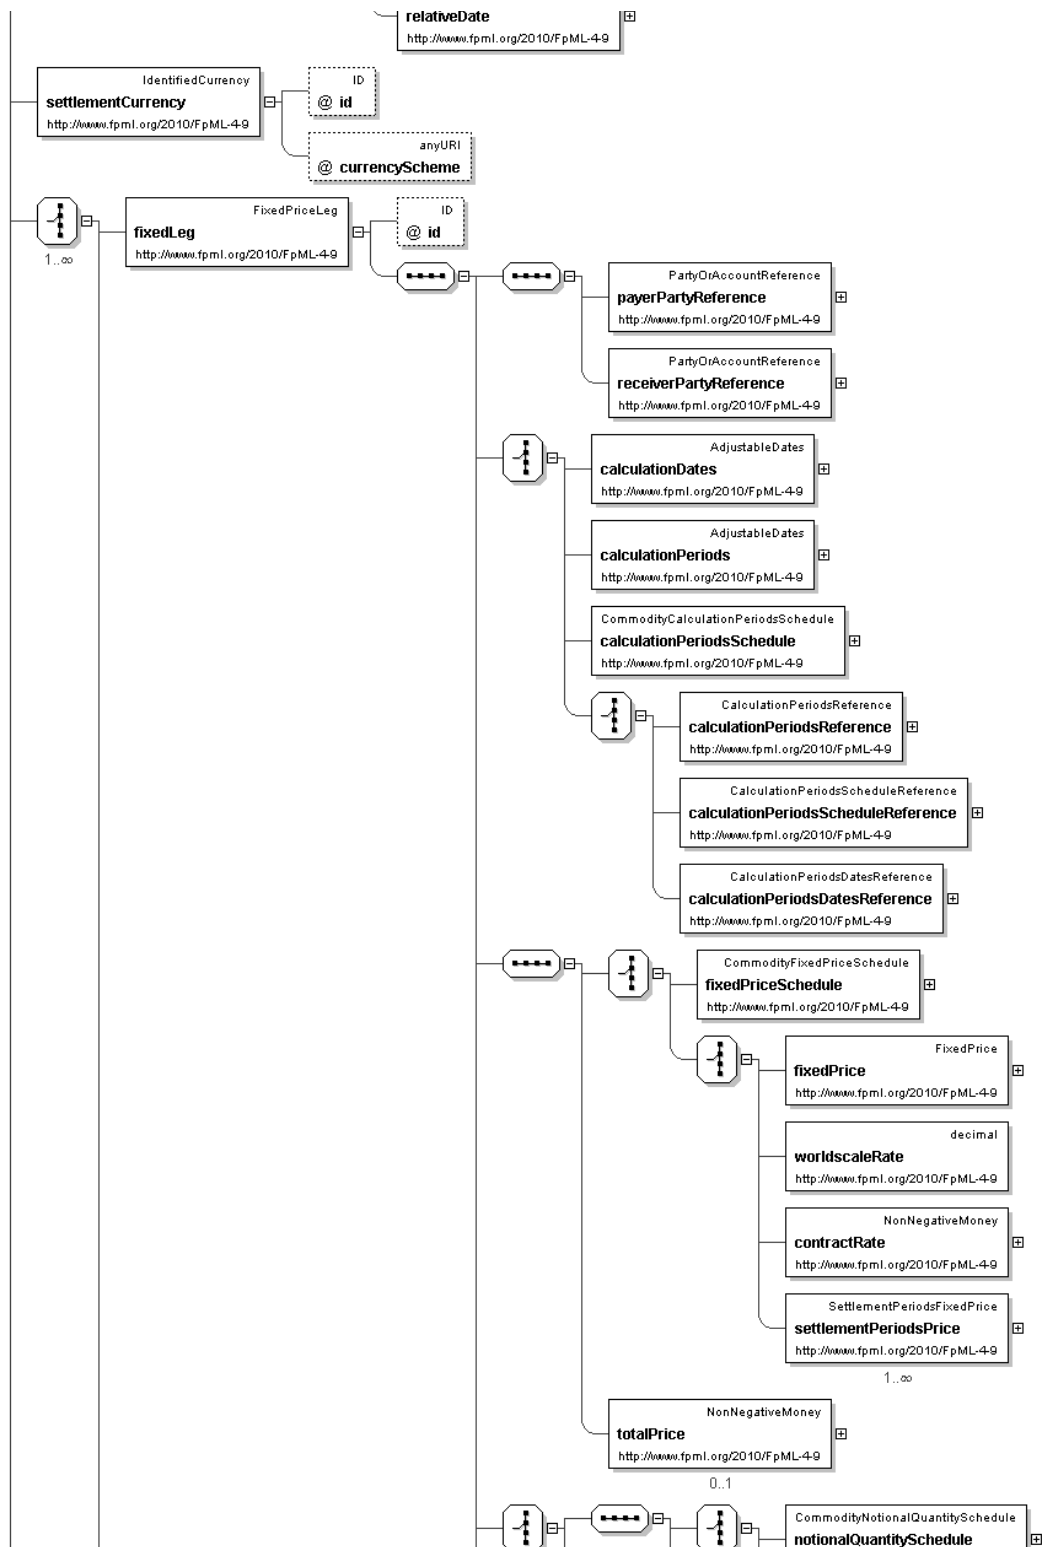 relativeDate
http://www.fpml.org/2010/FpML-4-9
IdentifiedCurrency
settlementCurrency
http://www.fpml.org/2010/FpML-4-9
ID
@ id
anyURI
@ currencyScheme
FixedPriceLeg
fixedLeg
http://www.fpml.org/2010/FpML-4-9
1..∞
ID
@ id
PartyOrAccountReference
payerPartyReference
http://www.fpml.org/2010/FpML-4-9
PartyOrAccountReference
receiverPartyReference
http://www.fpml.org/2010/FpML-4-9
AdjustableDates
calculationDates
http://www.fpml.org/2010/FpML-4-9
AdjustableDates
calculationPeriods
http://www.fpml.org/2010/FpML-4-9
CommodityCalculationPeriodsSchedule
calculationPeriodsSchedule
http://www.fpml.org/2010/FpML-4-9
CalculationPeriodsReference
calculationPeriodsReference
http://www.fpml.org/2010/FpML-4-9
CalculationPeriodsScheduleReference
calculationPeriodsScheduleReference
http://www.fpml.org/2010/FpML-4-9
CalculationPeriodsDatesReference
calculationPeriodsDatesReference
http://www.fpml.org/2010/FpML-4-9
CommodityFixedPriceSchedule
fixedPriceSchedule
http://www.fpml.org/2010/FpML-4-9
FixedPrice
fixedPrice
http://www.fpml.org/2010/FpML-4-9
decimal
worldscaleRate
http://www.fpml.org/2010/FpML-4-9
NonNegativeMoney
contractRate
http://www.fpml.org/2010/FpML-4-9
SettlementPeriodsFixedPrice
settlementPeriodsPrice
http://www.fpml.org/2010/FpML-4-9
1..∞
NonNegativeMoney
totalPrice
http://www.fpml.org/2010/FpML-4-9
0..1
CommodityNotionalQuantitySchedule
notionalQuantitySchedule